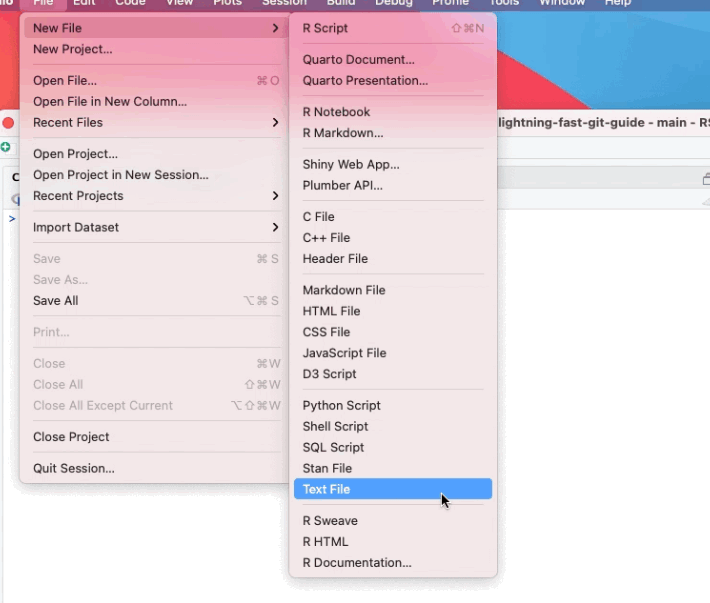 File Edit Code View Plots Session Build Debug Profile Tools Window Help
New File
New Project...
Open File... ⌘O
Open File in New Column...
Recent Files
Open Project...
Open Project in New Session...
Recent Projects
Import Dataset
Save ⌘S
Save As...
Save All ⌥⌘S
Print...
Close ⌘W
Close All ⇧⌘W
Close All Except Current ⌥⇧⌘W
Close Project
Quit Session...
R Script ⇧⌘N
Quarto Document...
Quarto Presentation...
R Notebook
R Markdown...
Shiny Web App...
Plumber API...
C File
C++ File
Header File
Markdown File
HTML File
CSS File
JavaScript File
D3 Script
Python Script
Shell Script
SQL Script
Stan File
Text File
R Sweave
R HTML
R Documentation...
lightning-fast-git-guide - main - RS
C
>